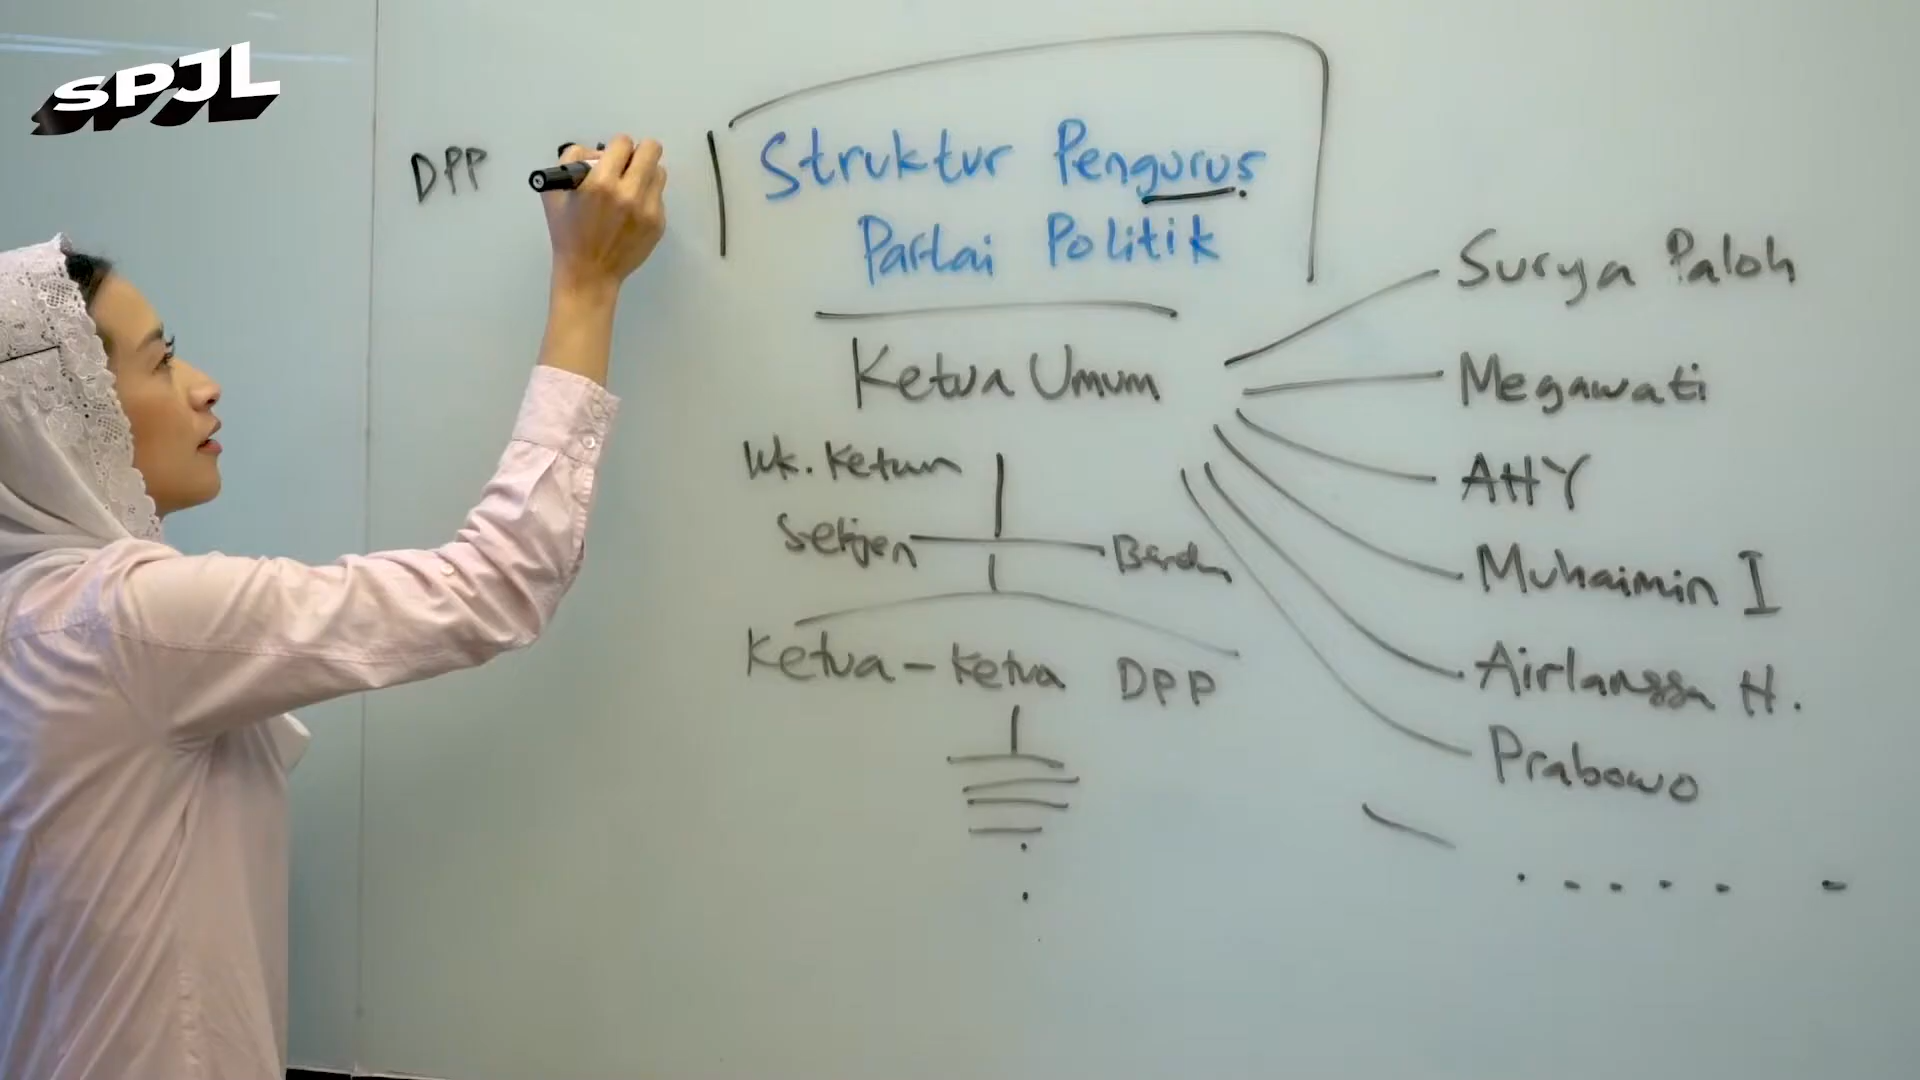 SPJL
DPP
Struktur Pengurus
Partai Politik
Ketua Umum
Wk. Ketum
Sekjen
Ketua-Ketua DPP
Surya Paloh
Megawati
AHY
Muhaimin I
Airlangga H.
Prabowo